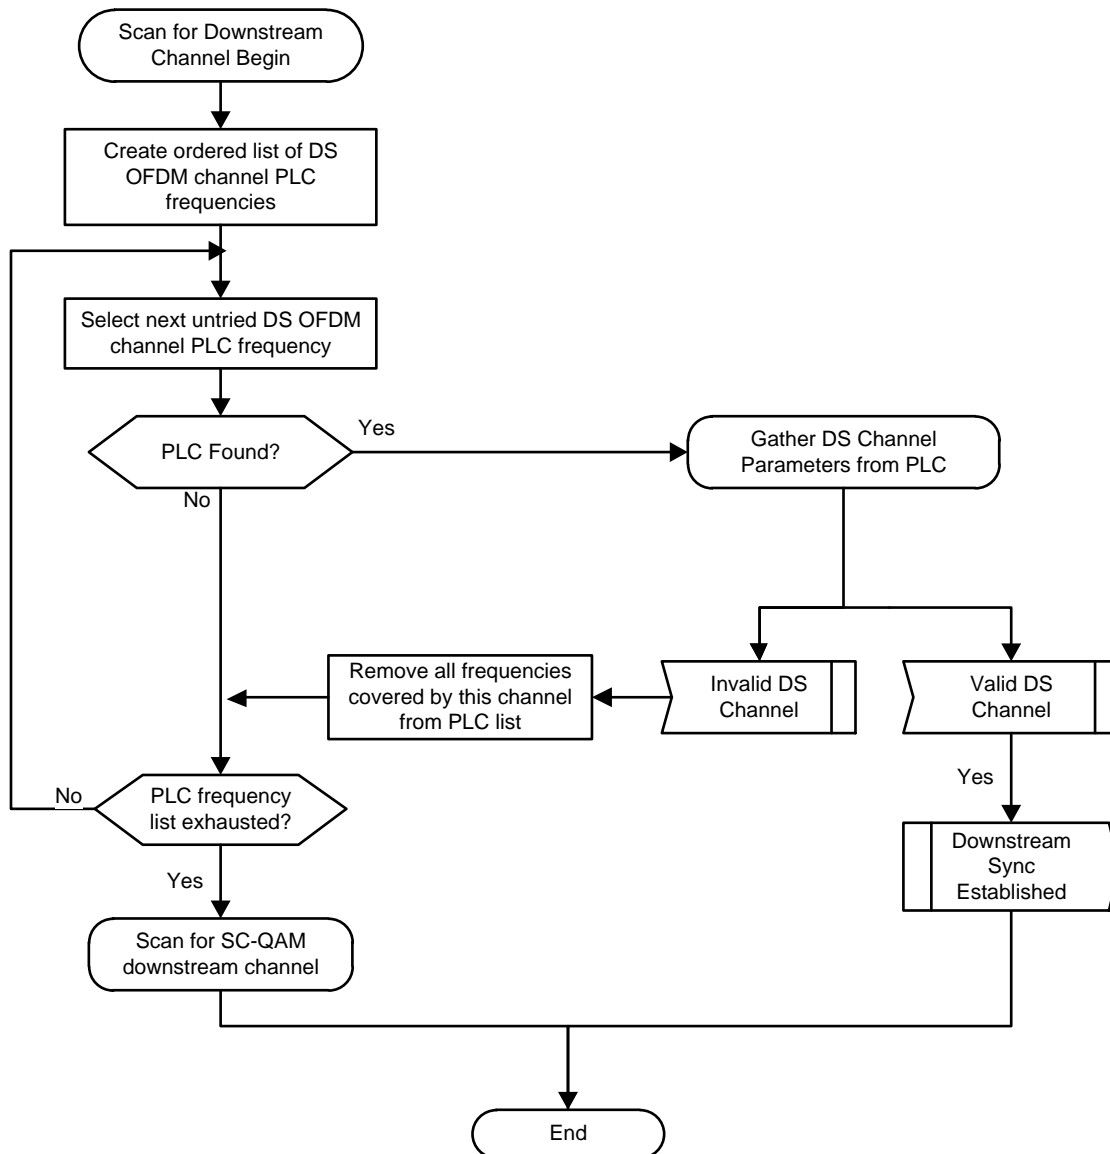 Scan for Downstream
Channel Begin
Create ordered list of DS
OFDM channel PLC
frequencies
Select next untried DS OFDM
channel PLC frequency
PLC Found?
Yes
No
Gather DS Channel
Parameters from PLC
Remove all frequencies
covered by this channel
from PLC list
Invalid DS
Channel
Valid DS
Channel
Yes
No
PLC frequency
list exhausted?
Downstream
Sync
Established
Yes
Scan for SC-QAM
downstream channel
End